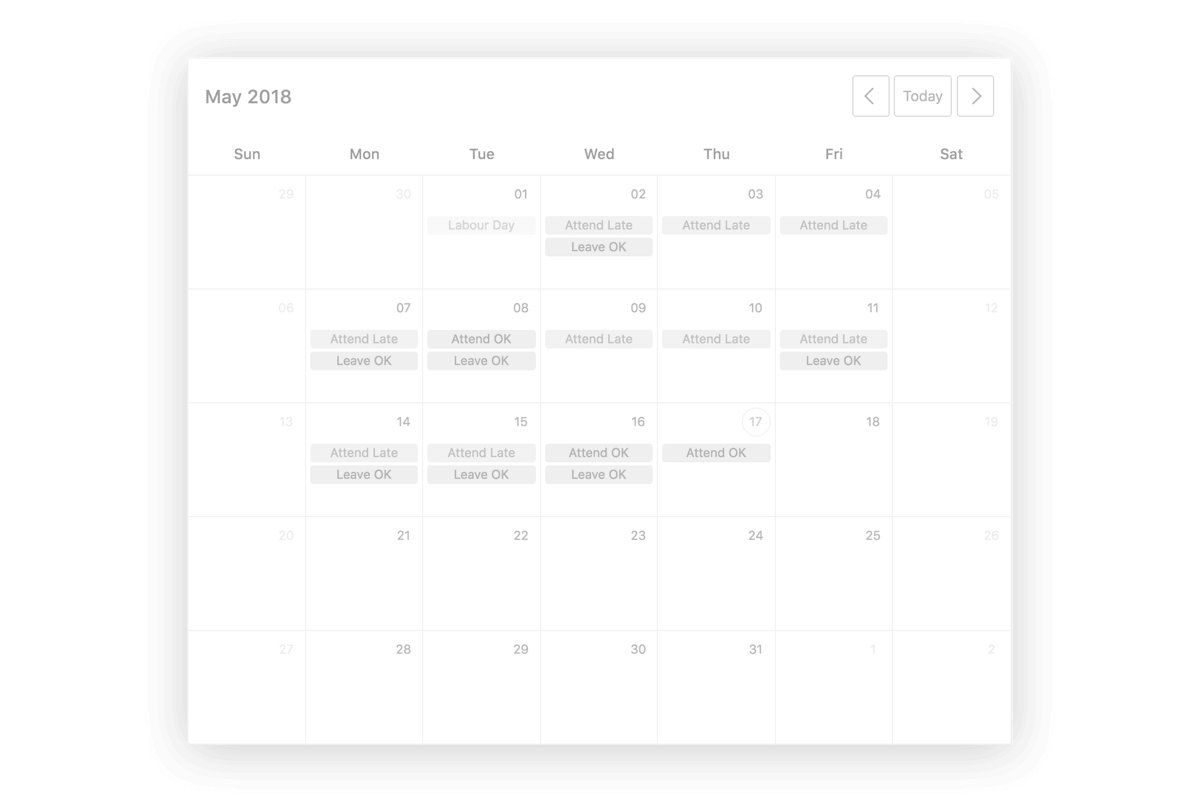 May 2018
Today
Sun Mon Tue Wed Thu Fri Sat
29 30 01 02 03 04 05
Labour Day Attend Late Attend Late Attend Late
Leave OK
06 07 08 09 10 11 12
Attend Late Attend OK Attend Late Attend Late Attend Late
Leave OK Leave OK Leave OK
13 14 15 16 17 18 19
Attend Late Attend Late Attend OK Attend OK
Leave OK Leave OK Leave OK
20 21 22 23 24 25 26
27 28 29 30 31 1 2